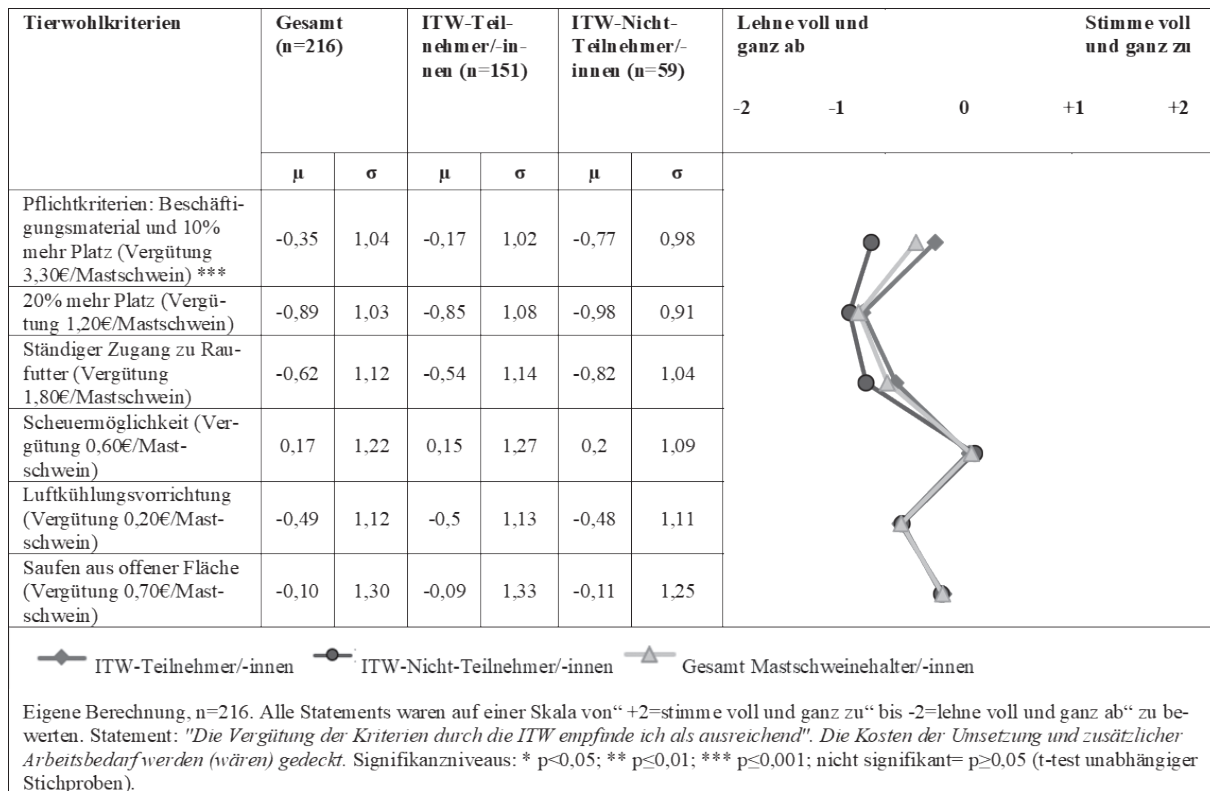 Tierwohlkriterien
Gesamt
(n=216)
ITW-Teil-
nehmer/-in-
nen (n=151)
ITW-Nicht-
Teilnehmer/-
innen (n=59)
Lehne voll und
ganz ab
Stimme voll
und ganz zu
-2 -1 0 +1 +2
μ σ μ σ μ σ
Pflichtkriterien: Beschäfti-
gungsmaterial und 10%
mehr Platz (Vergütung
3,30€/Mastschwein) ***
-0,35 1,04 -0,17 1,02 -0,77 0,98
20% mehr Platz (Vergü-
tung 1,20€/Mastschwein)
-0,89 1,03 -0,85 1,08 -0,98 0,91
Ständiger Zugang zu Rau-
futter (Vergütung
1,80€/Mastschwein)
-0,62 1,12 -0,54 1,14 -0,82 1,04
Scheuermöglichkeit (Ver-
gütung 0,60€/Mast-
schwein)
0,17 1,22 0,15 1,27 0,2 1,09
Luftkühlungsvorrichtung
(Vergütung 0,20€/Mast-
schwein)
-0,49 1,12 -0,5 1,13 -0,48 1,11
Saufen aus offener Fläche
(Vergütung 0,70€/Mast-
schwein)
-0,10 1,30 -0,09 1,33 -0,11 1,25
ITW-Teilnehmer/-innen ITW-Nicht-Teilnehmer/-innen Gesamt Mastschweinehalter/-innen
Eigene Berechnung, n=216. Alle Statements waren auf einer Skala von“ +2=stimme voll und ganz zu“ bis -2=lehne voll und ganz ab“ zu be-
werten. Statement: "Die Vergütung der Kriterien durch die ITW empfinde ich als ausreichend". Die Kosten der Umsetzung und zusätzlicher
Arbeitsbedarf werden (wären) gedeckt. Signifikanzniveaus: * p<0,05; ** p≤0,01; *** p≤0,001; nicht signifikant= p≥0,05 (t-test unabhängiger
Stichproben).